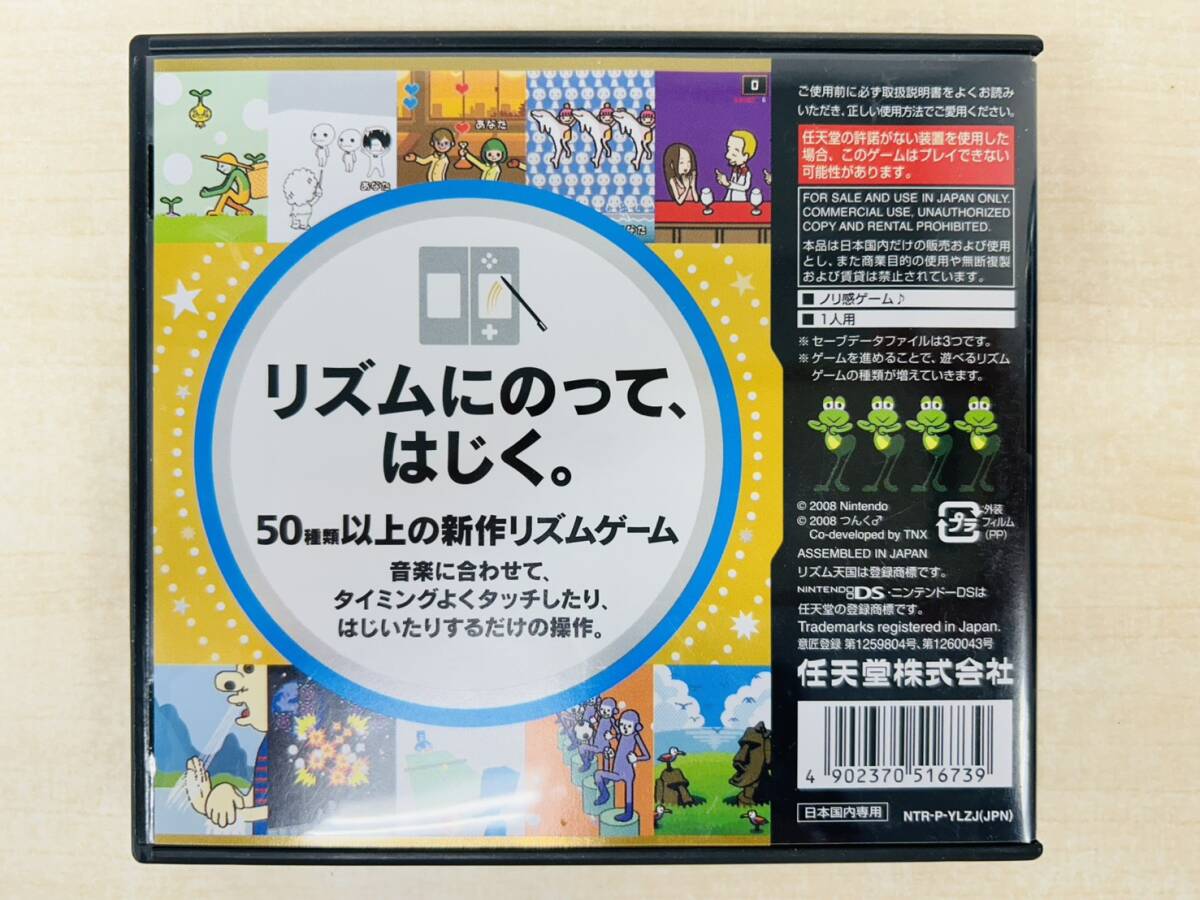 あなた
あなた
あなた
0
リズムにのって、
はじく。
50種類以上の新作リズムゲーム
音楽に合わせて、
タイミングよくタッチしたり、
はじいたりするだけの操作。
ご使用前に必ず取扱説明書をよくお読み
いただき、正しい使用方法でご愛用ください。
任天堂の許諾がない装置を使用した
場合、このゲームはプレイできない
可能性があります。
FOR SALE AND USE IN JAPAN ONLY.
COMMERCIAL USE, UNAUTHORIZED
COPY AND RENTAL PROHIBITED.
本品は日本国内だけの販売および使用
とし、また商業目的の使用や無断複製
および賃貸は禁止されています。
■ ノリ感ゲーム♪
■ 1人用
※ セーブデータファイルは3つです。
※ ゲームを進めることで、遊べるリズム
ゲームの種類が増えていきます。
© 2008 Nintendo
© 2008 つんく♂
Co-developed by TNX
プラ
外装
フィルム
(PP)
ASSEMBLED IN JAPAN
リズム天国は登録商標です。
NINTENDO DS・ニンテンドーDSは
任天堂の登録商標です。
Trademarks registered in Japan.
意匠登録 第1259804号、第1260043号
任天堂株式会社
4 902370 516739
日本国内専用
NTR-P-YLZJ(JPN)